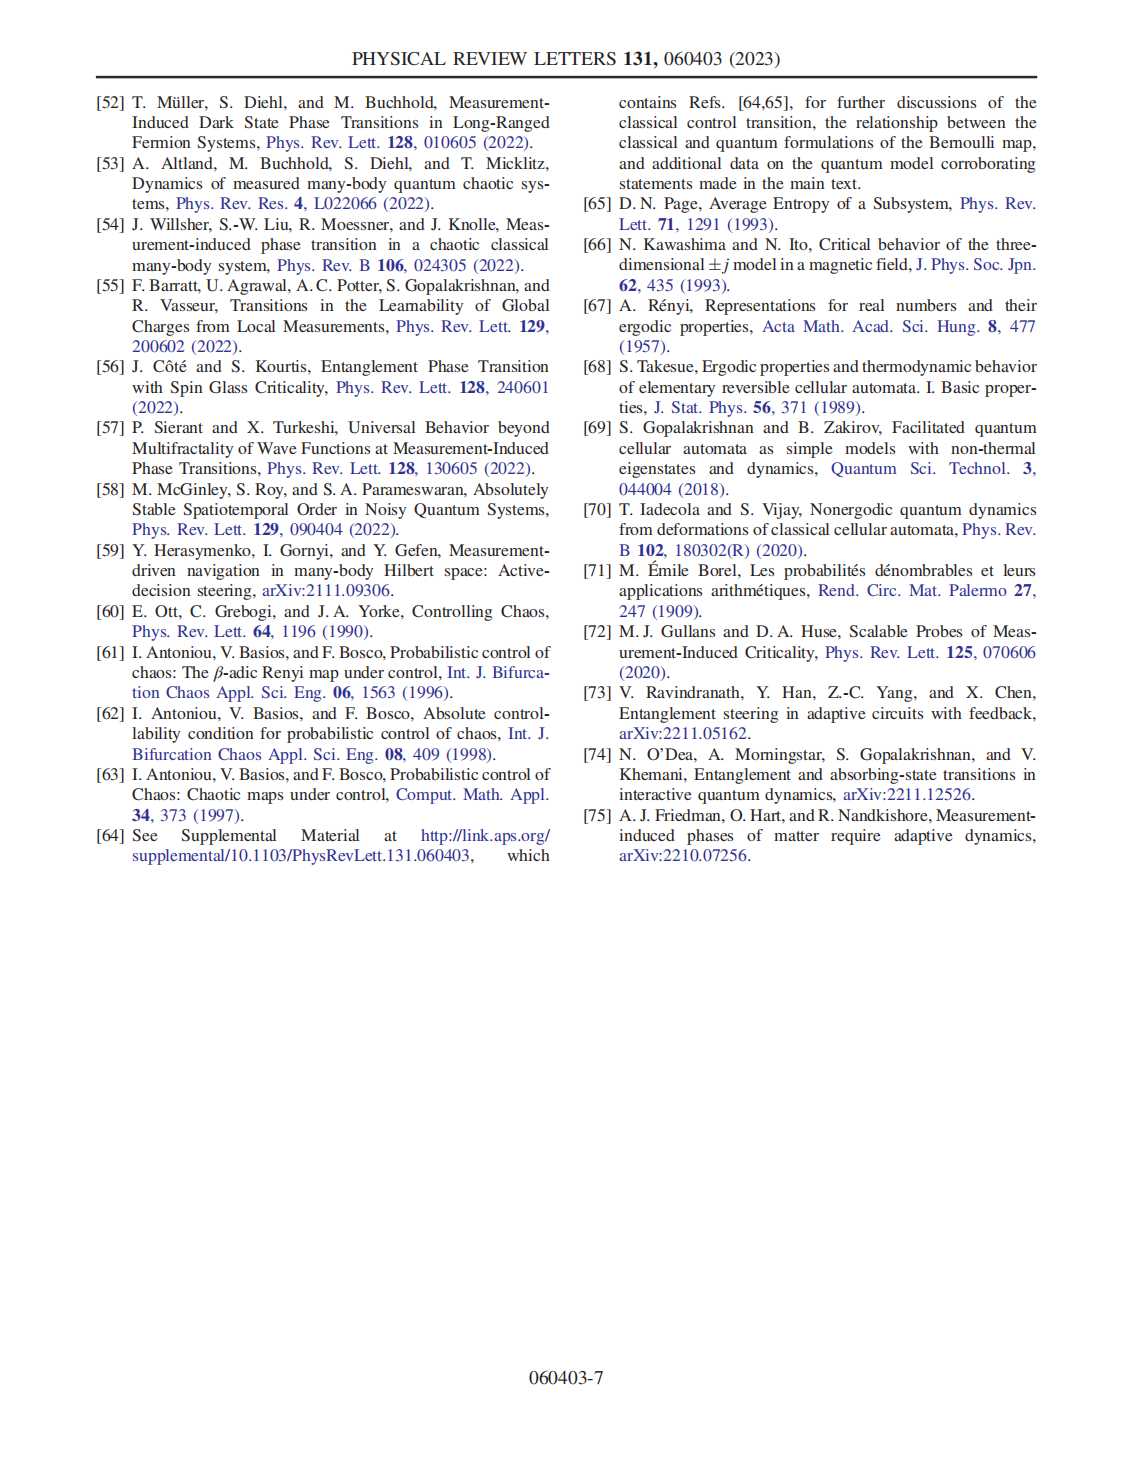 PHYSICAL REVIEW LETTERS 131, 060403 (2023)
[52] T. Müller, S. Diehl, and M. Buchhold, Measurement-
Induced Dark State Phase Transitions in Long-Ranged
Fermion Systems, Phys. Rev. Lett. 128, 010605 (2022).
[53] A. Altland, M. Buchhold, S. Diehl, and T. Micklitz,
Dynamics of measured many-body quantum chaotic sys-
tems, Phys. Rev. Res. 4, L022066 (2022).
[54] J. Willsher, S.-W. Liu, R. Moessner, and J. Knolle, Meas-
urement-induced phase transition in a chaotic classical
many-body system, Phys. Rev. B 106, 024305 (2022).
[55] F. Barratt, U. Agrawal, A. C. Potter, S. Gopalakrishnan, and
R. Vasseur, Transitions in the Learnability of Global
Charges from Local Measurements, Phys. Rev. Lett. 129,
200602 (2022).
[56] J. Côté and S. Kourtis, Entanglement Phase Transition
with Spin Glass Criticality, Phys. Rev. Lett. 128, 240601
(2022).
[57] P. Sierant and X. Turkeshi, Universal Behavior beyond
Multifractality of Wave Functions at Measurement-Induced
Phase Transitions, Phys. Rev. Lett. 128, 130605 (2022).
[58] M. McGinley, S. Roy, and S. A. Parameswaran, Absolutely
Stable Spatiotemporal Order in Noisy Quantum Systems,
Phys. Rev. Lett. 129, 090404 (2022).
[59] Y. Herasymenko, I. Gornyi, and Y. Gefen, Measurement-
driven navigation in many-body Hilbert space: Active-
decision steering, arXiv:2111.09306.
[60] E. Ott, C. Grebogi, and J. A. Yorke, Controlling Chaos,
Phys. Rev. Lett. 64, 1196 (1990).
[61] I. Antoniou, V. Basios, and F. Bosco, Probabilistic control of
chaos: The β-adic Renyi map under control, Int. J. Bifurca-
tion Chaos Appl. Sci. Eng. 06, 1563 (1996).
[62] I. Antoniou, V. Basios, and F. Bosco, Absolute control-
lability condition for probabilistic control of chaos, Int. J.
Bifurcation Chaos Appl. Sci. Eng. 08, 409 (1998).
[63] I. Antoniou, V. Basios, and F. Bosco, Probabilistic control of
Chaos: Chaotic maps under control, Comput. Math. Appl.
34, 373 (1997).
[64] See Supplemental Material at http://link.aps.org/
supplemental/10.1103/PhysRevLett.131.060403, which
contains Refs. [64,65], for further discussions of the
classical control transition, the relationship between the
classical and quantum formulations of the Bernoulli map,
and additional data on the quantum model corroborating
statements made in the main text.
[65] D. N. Page, Average Entropy of a Subsystem, Phys. Rev.
Lett. 71, 1291 (1993).
[66] N. Kawashima and N. Ito, Critical behavior of the three-
dimensional ±j model in a magnetic field, J. Phys. Soc. Jpn.
62, 435 (1993).
[67] A. Rényi, Representations for real numbers and their
ergodic properties, Acta Math. Acad. Sci. Hung. 8, 477
(1957).
[68] S. Takesue, Ergodic properties and thermodynamic behavior
of elementary reversible cellular automata. I. Basic proper-
ties, J. Stat. Phys. 56, 371 (1989).
[69] S. Gopalakrishnan and B. Zakirov, Facilitated quantum
cellular automata as simple models with non-thermal
eigenstates and dynamics, Quantum Sci. Technol. 3,
044004 (2018).
[70] T. Iadecola and S. Vijay, Nonergodic quantum dynamics
from deformations of classical cellular automata, Phys. Rev.
B 102, 180302(R) (2020).
[71] M. Émile Borel, Les probabilités dénombrables et leurs
applications arithmétiques, Rend. Circ. Mat. Palermo 27,
247 (1909).
[72] M. J. Gullans and D. A. Huse, Scalable Probes of Meas-
urement-Induced Criticality, Phys. Rev. Lett. 125, 070606
(2020).
[73] V. Ravindranath, Y. Han, Z.-C. Yang, and X. Chen,
Entanglement steering in adaptive circuits with feedback,
arXiv:2211.05162.
[74] N. O’Dea, A. Morningstar, S. Gopalakrishnan, and V.
Khemani, Entanglement and absorbing-state transitions in
interactive quantum dynamics, arXiv:2211.12526.
[75] A. J. Friedman, O. Hart, and R. Nandkishore, Measurement-
induced phases of matter require adaptive dynamics,
arXiv:2210.07256.
060403-7